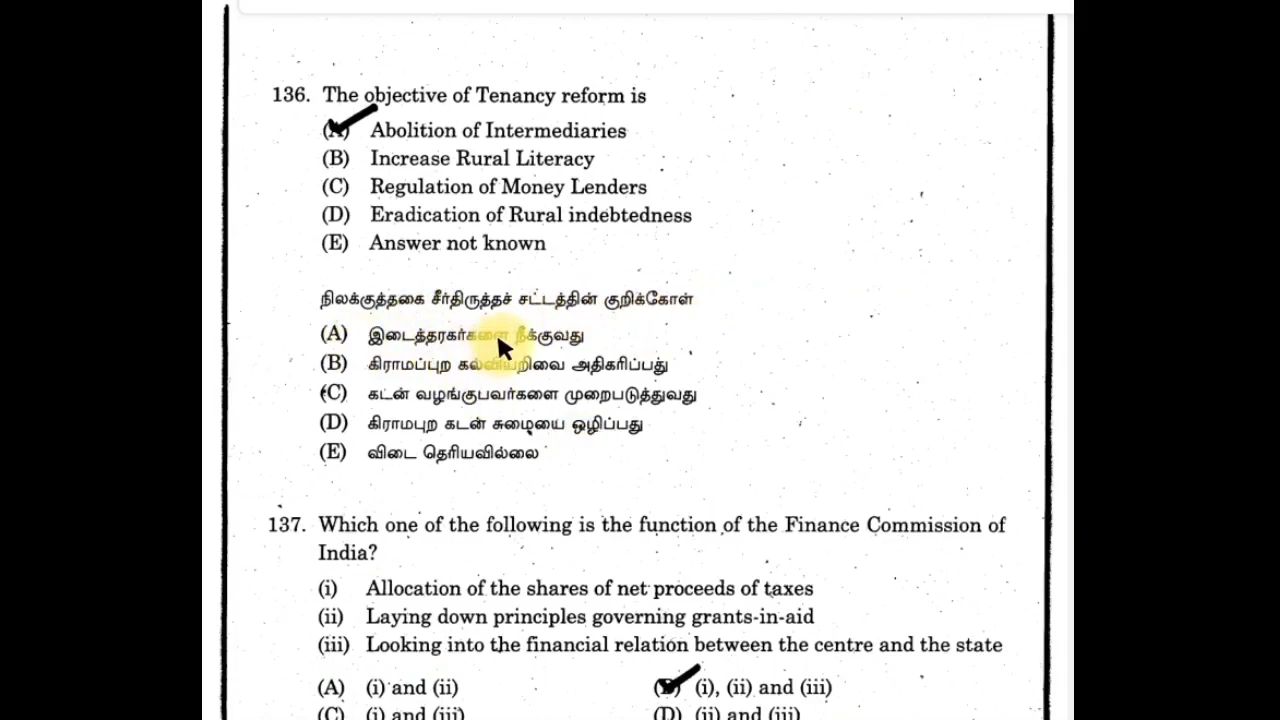 136. The objective of Tenancy reform is
(A) Abolition of Intermediaries
(B) Increase Rural Literacy
(C) Regulation of Money Lenders
(D) Eradication of Rural indebtedness
(E) Answer not known
நிலக்குத்தகை சீர்திருத்தச் சட்டத்தின் குறிக்கோள்
(A) இடைத்தரகர்களை நீக்குவது
(B) கிராமப்புற கல்வியறிவை அதிகரிப்பது
(C) கடன் வழங்குபவர்களை முறைபடுத்துவது
(D) கிராமபுற கடன் சுமையை ஒழிப்பது
(E) விடை தெரியவில்லை
137. Which one of the following is the function of the Finance Commission of
India?
(i) Allocation of the shares of net proceeds of taxes
(ii) Laying down principles governing grants-in-aid
(iii) Looking into the financial relation between the centre and the state
(A) (i) and (ii) (B) (i), (ii) and (iii)
(C) (i) and (iii) (D) (ii) and (iii)